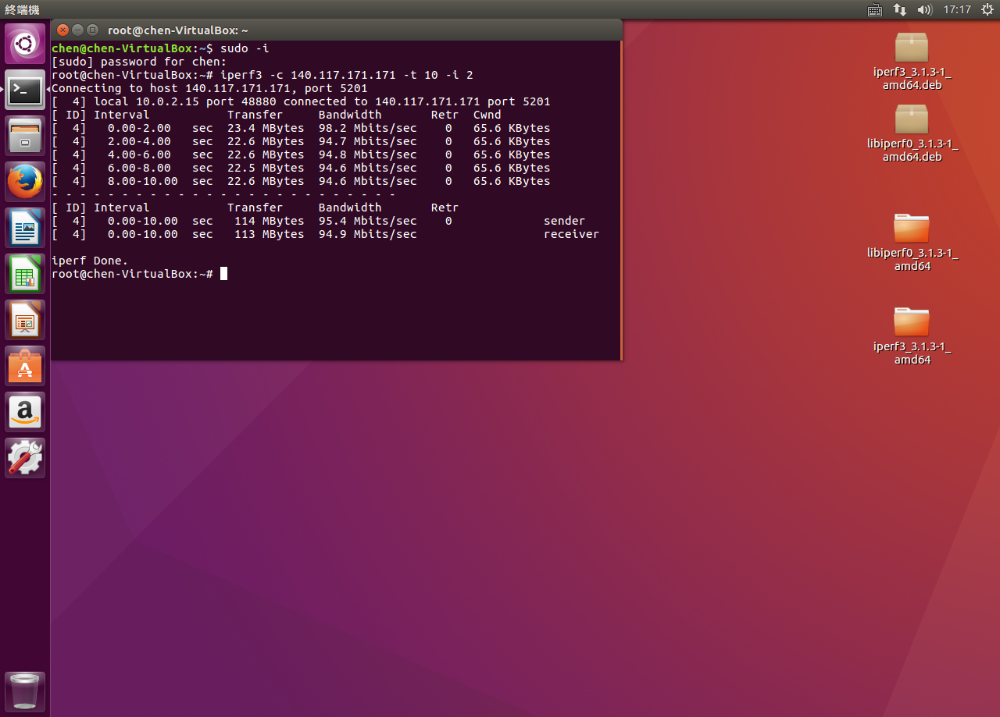 終端機
17:17
root@chen-VirtualBox: ~
chen@chen-VirtualBox:~$ sudo -i
[sudo] password for chen:
root@chen-VirtualBox:~# iperf3 -c 140.117.171.171 -t 10 -i 2
Connecting to host 140.117.171.171, port 5201
[  4] local 10.0.2.15 port 48880 connected to 140.117.171.171 port 5201
[ ID] Interval           Transfer     Bandwidth       Retr  Cwnd
[  4]   0.00-2.00   sec  23.4 MBytes  98.2 Mbits/sec    0   65.6 KBytes
[  4]   2.00-4.00   sec  22.6 MBytes  94.7 Mbits/sec    0   65.6 KBytes
[  4]   4.00-6.00   sec  22.6 MBytes  94.8 Mbits/sec    0   65.6 KBytes
[  4]   6.00-8.00   sec  22.5 MBytes  94.6 Mbits/sec    0   65.6 KBytes
[  4]   8.00-10.00  sec  22.6 MBytes  94.6 Mbits/sec    0   65.6 KBytes
- - - - - - - - - - - - - - - - - - - - - - - - -
[ ID] Interval           Transfer     Bandwidth       Retr
[  4]   0.00-10.00  sec   114 MBytes  95.4 Mbits/sec    0             sender
[  4]   0.00-10.00  sec   113 MBytes  94.9 Mbits/sec                  receiver
iperf Done.
root@chen-VirtualBox:~#
iperf3_3.1.3-1_
amd64.deb
libiperf0_3.1.3-1_
amd64.deb
libiperf0_3.1.3-1_
amd64
iperf3_3.1.3-1_
amd64